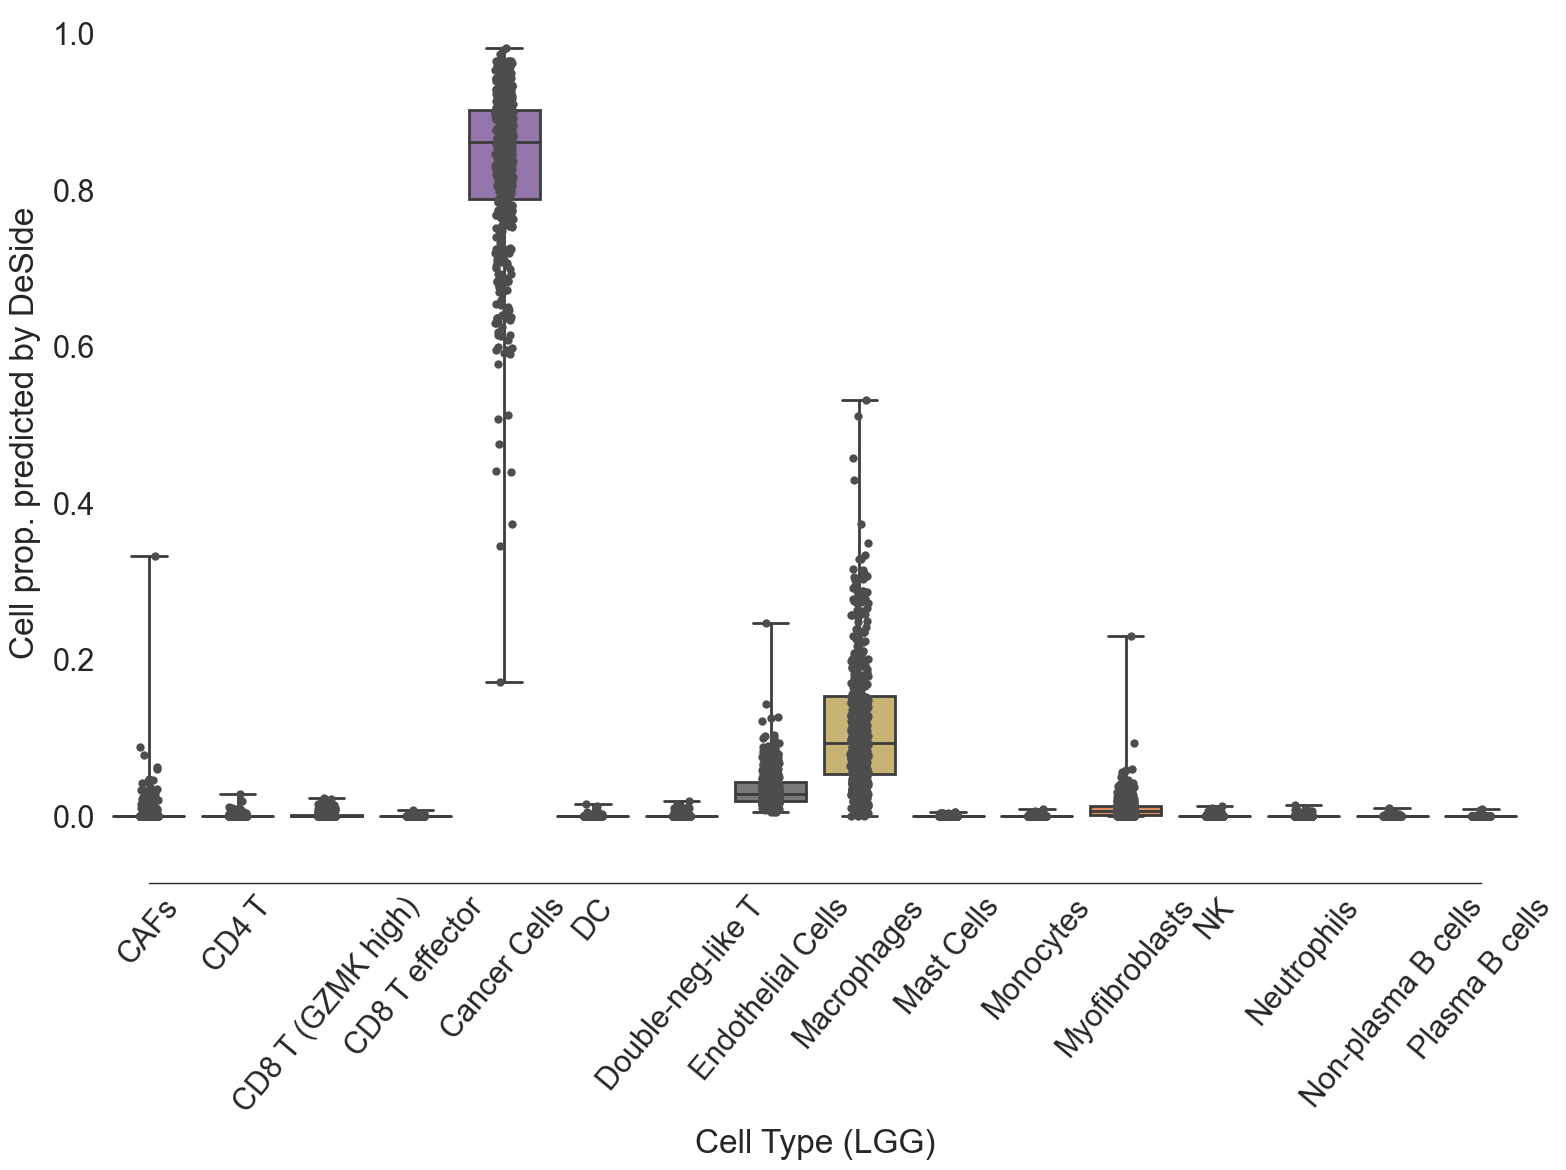 Cell prop. predicted by DeSide
1.0
0.8
0.6
0.4
0.2
0.0
CAFs
CD4 T
CD8 T (GZMK high)
CD8 T effector
Cancer Cells
DC
Double-neg-like T
Endothelial Cells
Macrophages
Mast Cells
Monocytes
Myofibroblasts
NK
Neutrophils
Non-plasma B cells
Plasma B cells
Cell Type (LGG)